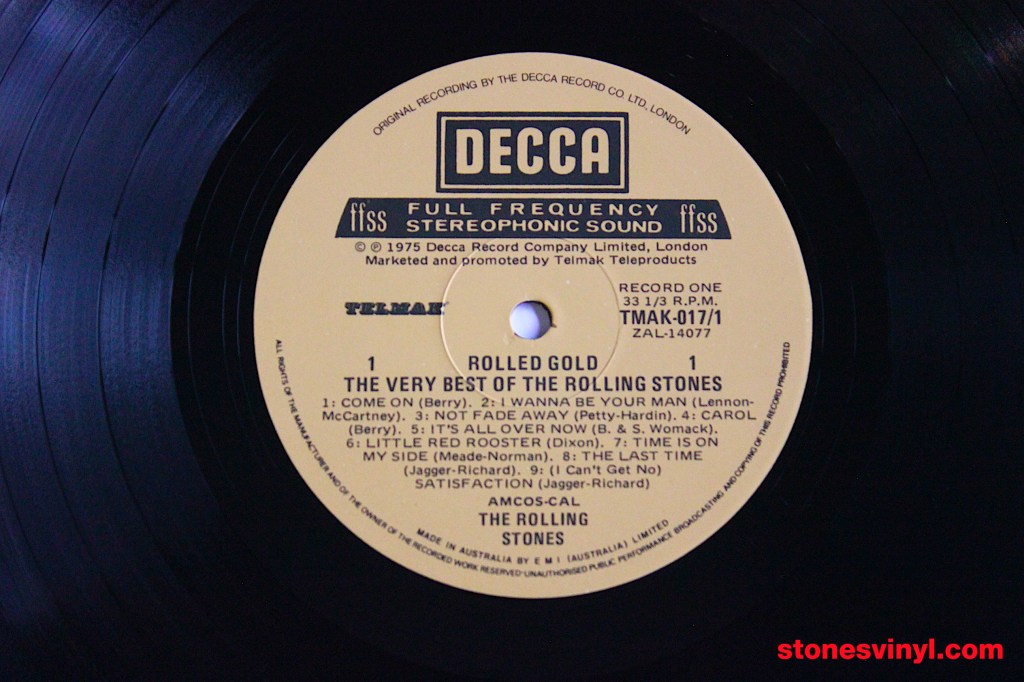 ORIGINAL RECORDING BY THE DECCA RECORD CO. LTD., LONDON
DECCA
ffss FULL FREQUENCY ffss
STEREOPHONIC SOUND
© ℗ 1975 Decca Record Company Limited, London
Marketed and promoted by Telmak Teleproducts
RECORD ONE
33 1/3 R.P.M.
TELMAK
TMAK-017/1
ZAL-14077
1 ROLLED GOLD 1
THE VERY BEST OF THE ROLLING STONES
1: COME ON (Berry). 2: I WANNA BE YOUR MAN (Lennon-
McCartney). 3: NOT FADE AWAY (Petty-Hardin). 4: CAROL
(Berry). 5: IT'S ALL OVER NOW (B. & S. Womack).
6: LITTLE RED ROOSTER (Dixon). 7: TIME IS ON
MY SIDE (Meade-Norman). 8: THE LAST TIME
(Jagger-Richard). 9: (I Can't Get No)
SATISFACTION (Jagger-Richard)
AMCOS-CAL
THE ROLLING
STONES
MADE IN AUSTRALIA BY E M I (AUSTRALIA) LIMITED
ALL RIGHTS OF THE MANUFACTURER AND OF THE OWNER OF THE RECORDED WORK RESERVED·UNAUTHORISED PUBLIC PERFORMANCE BROADCASTING AND COPYING OF THIS RECORD PROHIBITED
stonesvinyl.com